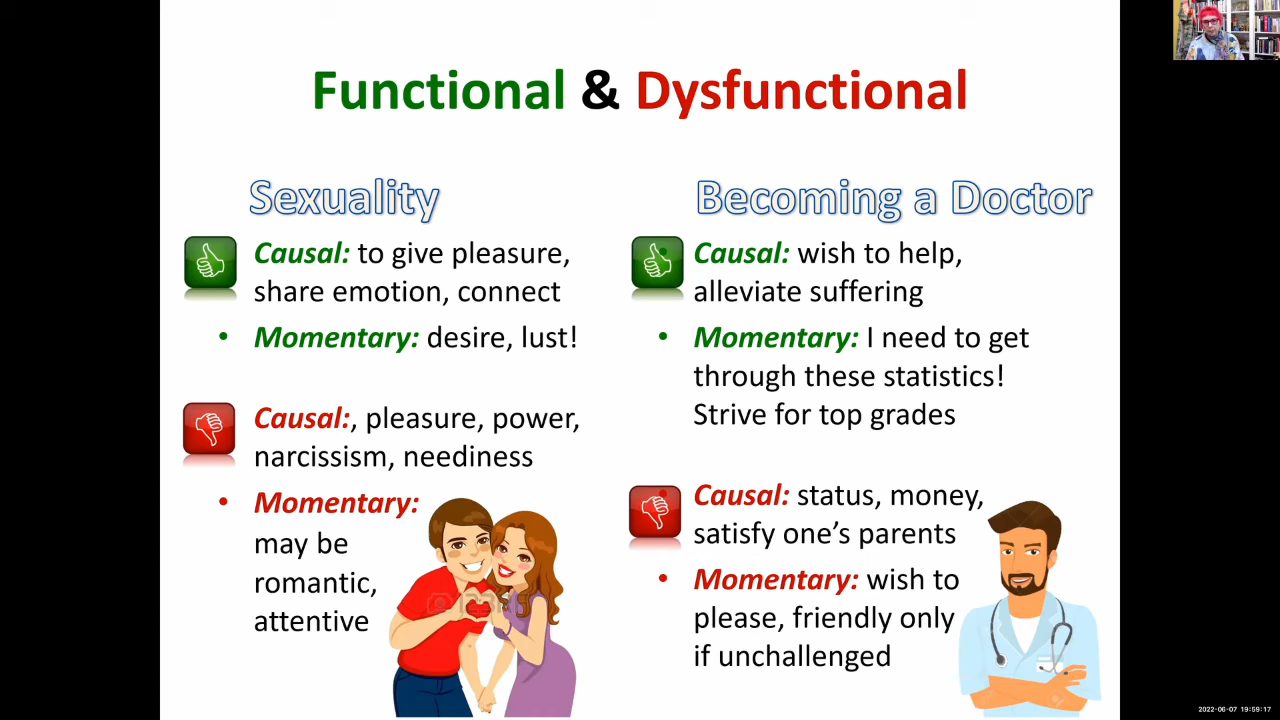 Functional & Dysfunctional
Sexuality
Causal: to give pleasure,
share emotion, connect
• Momentary: desire, lust!
Causal:, pleasure, power,
narcissism, neediness
• Momentary:
may be
romantic,
attentive
Becoming a Doctor
Causal: wish to help,
alleviate suffering
• Momentary: I need to get
through these statistics!
Strive for top grades
Causal: status, money,
satisfy one’s parents
• Momentary: wish to
please, friendly only
if unchallenged
2022-06-07 19:59:17